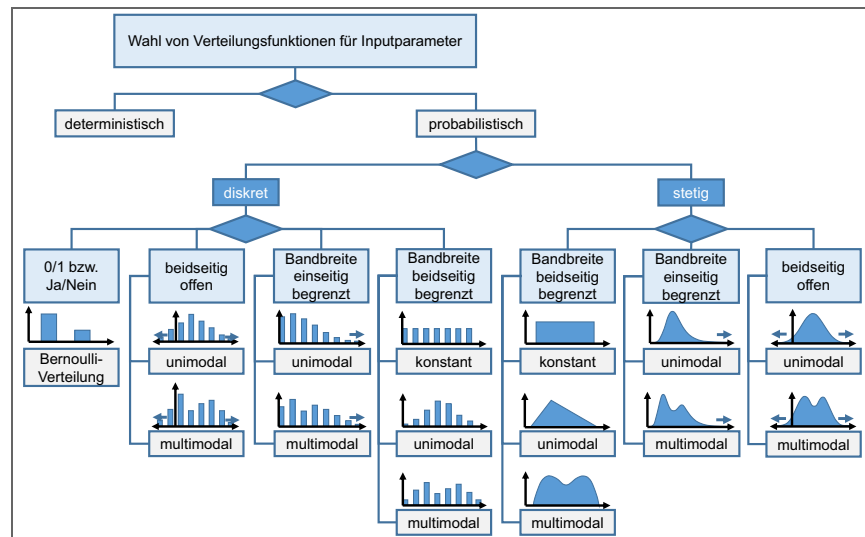 Wahl von Verteilungsfunktionen für Inputparameter
deterministisch
probabilistisch
diskret
stetig
0/1 bzw.
Ja/Nein
beidseitig
offen
Bandbreite
einseitig
begrenzt
Bandbreite
beidseitig
begrenzt
Bandbreite
beidseitig
begrenzt
Bandbreite
einseitig
begrenzt
beidseitig
offen
Bernoulli-
Verteilung
unimodal
unimodal
konstant
konstant
unimodal
unimodal
multimodal
multimodal
unimodal
unimodal
multimodal
multimodal
multimodal
multimodal